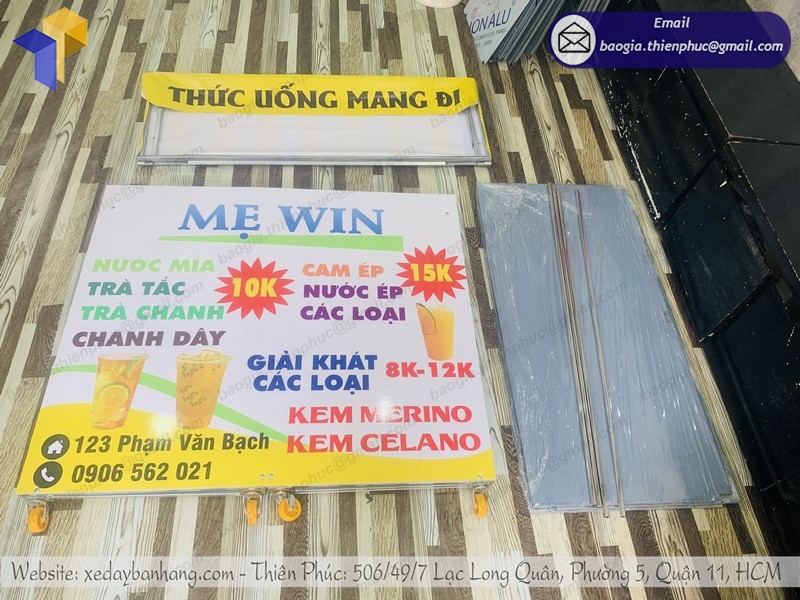 Email
baogia.thienphuc@gmail.com
THỨC UỐNG MANG ĐI
MẸ WIN
NƯỚC MÍA
TRÀ TẮC
TRÀ CHANH
CHANH DÂY
10K
CAM ÉP
NƯỚC ÉP
CÁC LOẠI
15K
GIẢI KHÁT
CÁC LOẠI
8K-12K
KEM MERINO
KEM CELANO
123 Phạm Văn Bạch
0906 562 021
Website: xedaybanhang.com - Thiên Phúc: 506/49/7 Lạc Long Quân, Phường 5, Quận 11, HCM